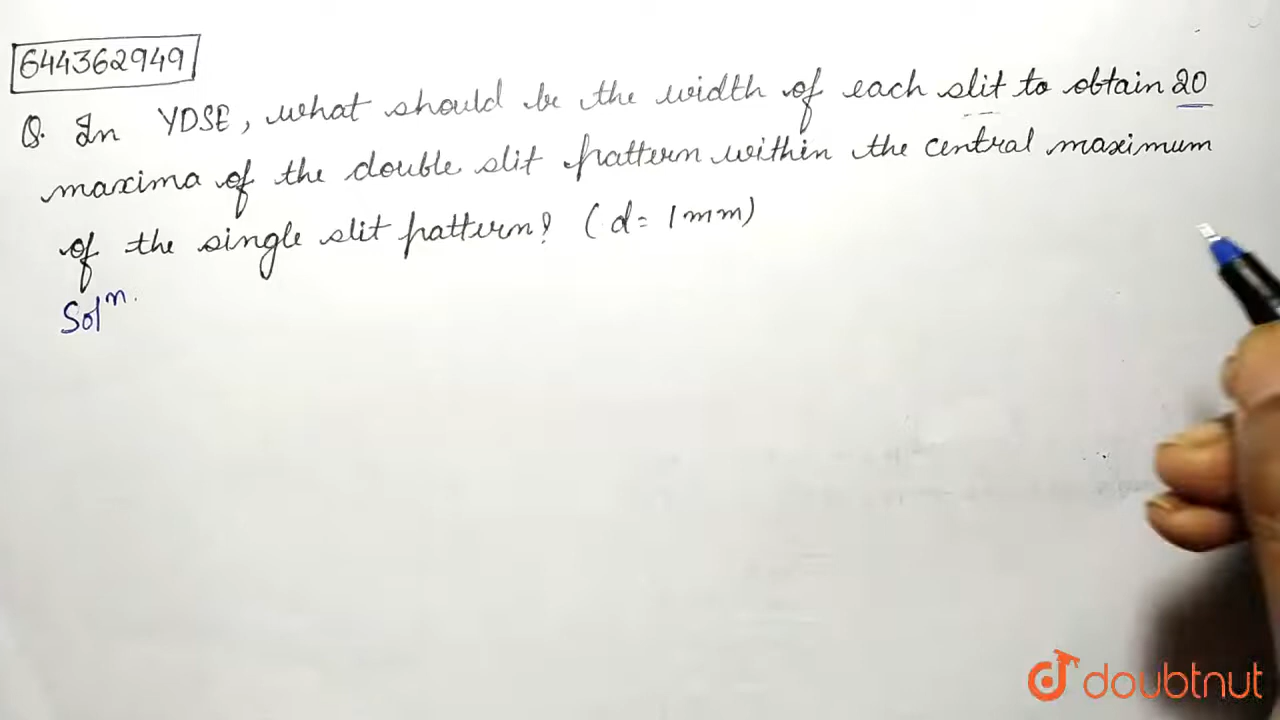 644362949
Q. In YDSE, what should be the width of each slit to obtain 20
maxima of the double slit pattern within the central maximum
of the single slit pattern? (d= 1mm)
Solⁿ.
doubtnut